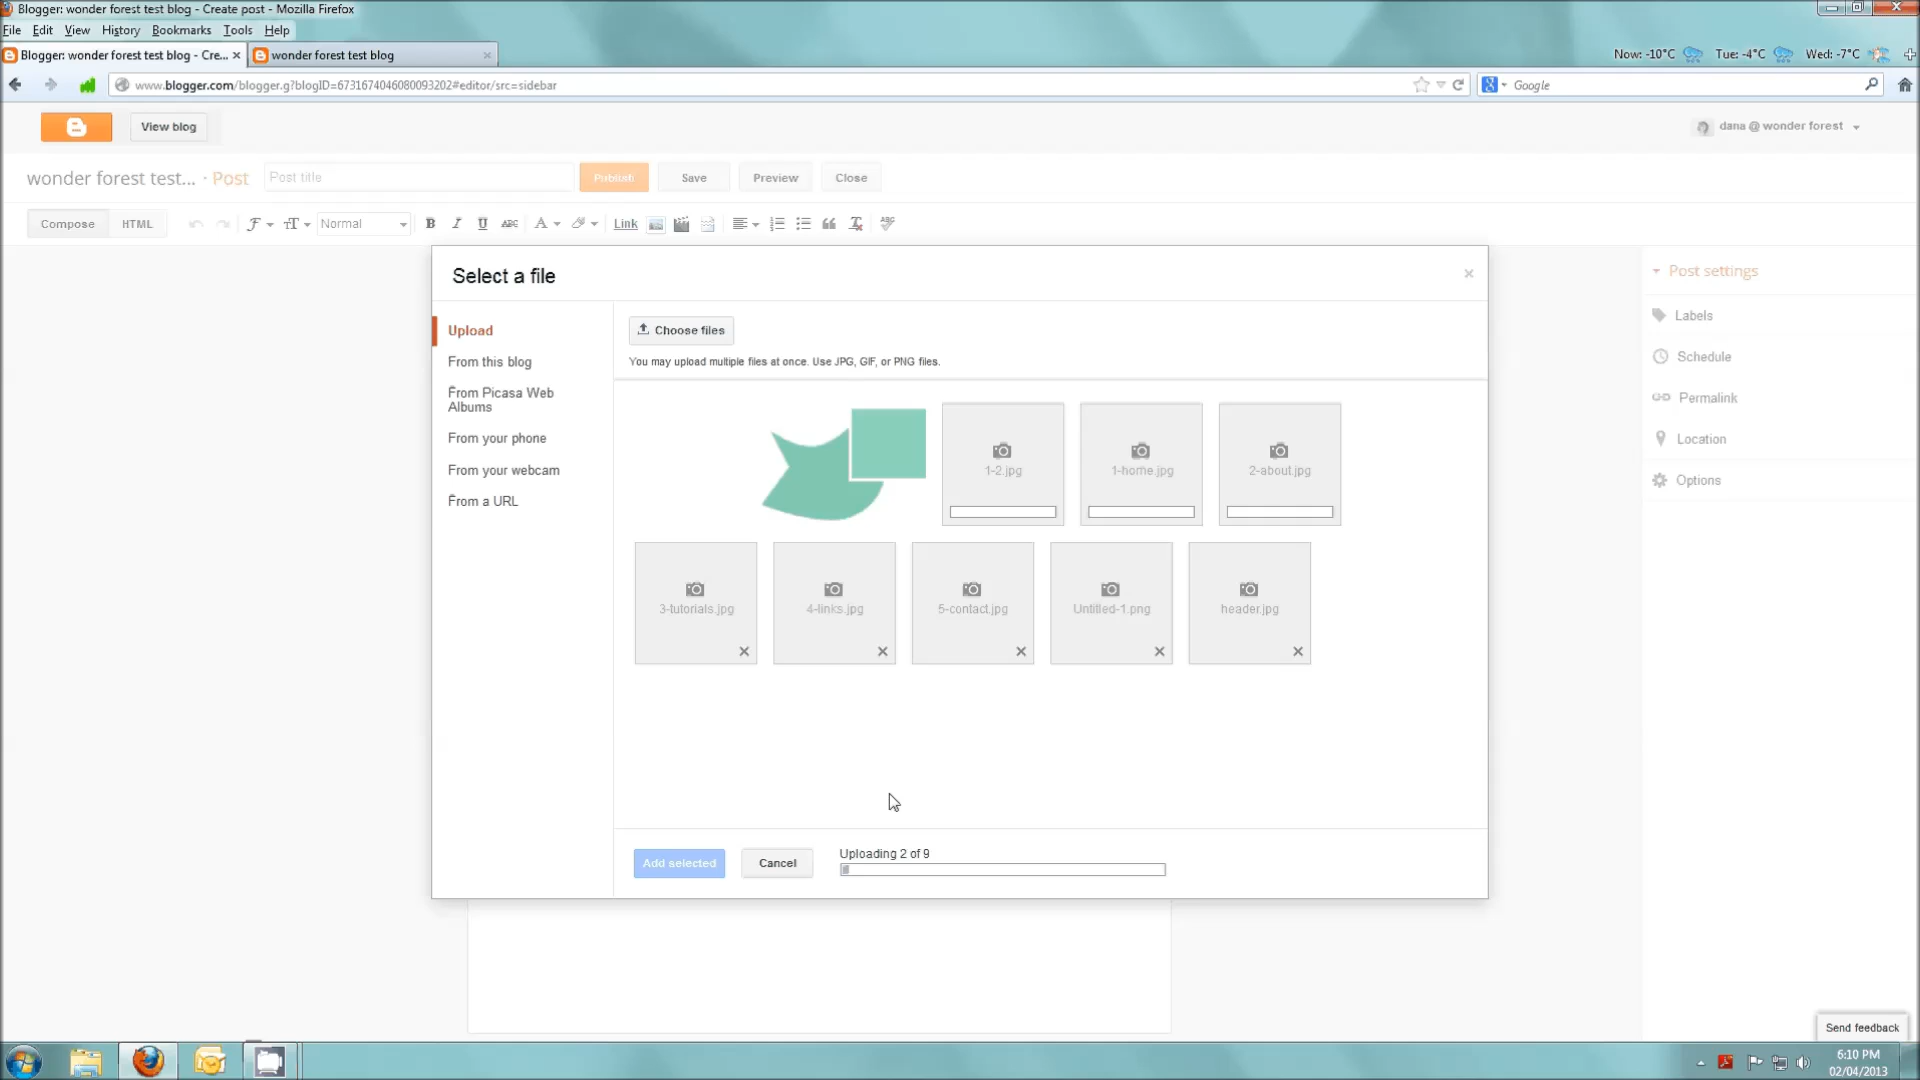 Blogger: wonder forest test blog - Create post - Mozilla Firefox
File Edit View History Bookmarks Tools Help
Blogger: wonder forest test blog - Cre...
wonder forest test blog
Now: -10°C Tue: -4°C Wed: -7°C
www.blogger.com/blogger.g?blogID=6731674046080093202#editor/src=sidebar
Google
View blog
dana @ wonder forest
wonder forest test... · Post
Post title
Publish
Save
Preview
Close
Compose
HTML
Normal
B I U ABC A Link
Select a file
Upload
From this blog
From Picasa Web
Albums
From your phone
From your webcam
From a URL
Choose files
You may upload multiple files at once. Use JPG, GIF, or PNG files.
1-2.jpg
1-home.jpg
2-about.jpg
3-tutorials.jpg
4-links.jpg
5-contact.jpg
Untitled-1.png
header.jpg
Add selected
Cancel
Uploading 2 of 9
Post settings
Labels
Schedule
Permalink
Location
Options
Send feedback
6:10 PM
02/04/2013